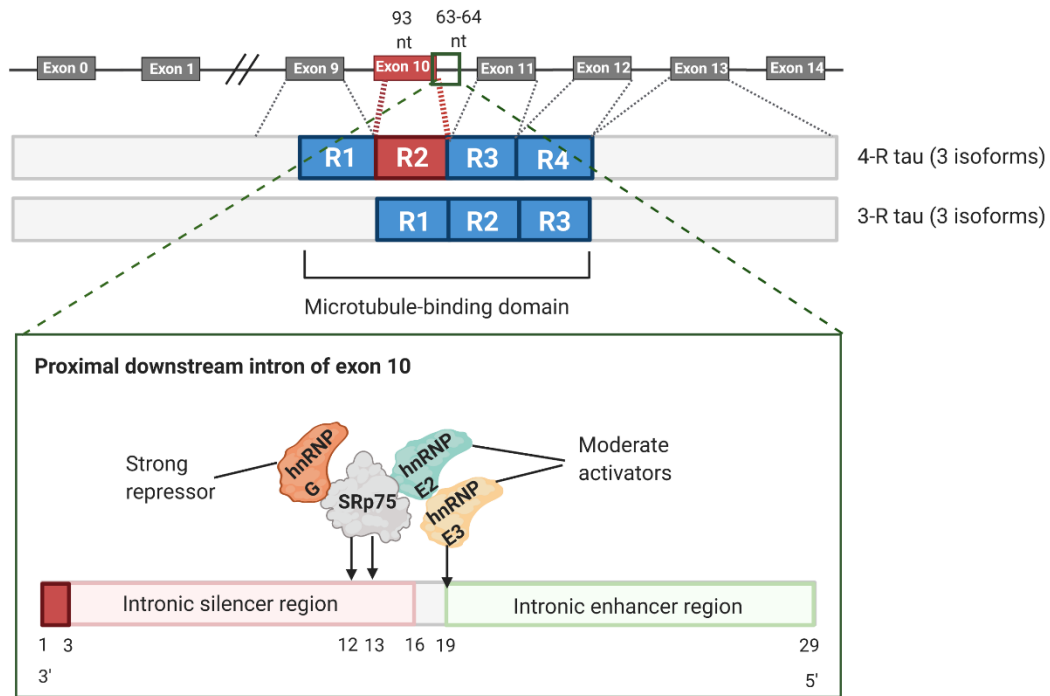 93
nt
63-64
nt
Exon 0
Exon 1
Exon 9
Exon 10
Exon 11
Exon 12
Exon 13
Exon 14
R1 R2 R3 R4
4-R tau (3 isoforms)
R1 R2 R3
3-R tau (3 isoforms)
Microtubule-binding domain
Proximal downstream intron of exon 10
Strong
repressor
hnRNP
G
SRp75
hnRNP
E2
hnRNP
E3
Moderate
activators
Intronic silencer region
Intronic enhancer region
1 3 12 13 16 19 29
3' 5'